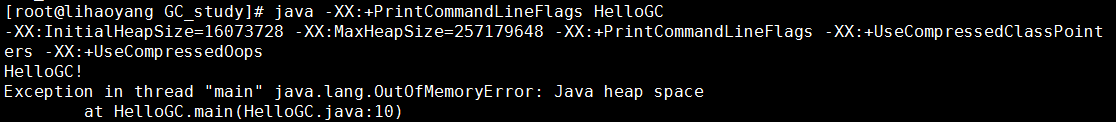 [root@lihaoyang GC_study]# java -XX:+PrintCommandLineFlags HelloGC
-XX:InitialHeapSize=16073728 -XX:MaxHeapSize=257179648 -XX:+PrintCommandLineFlags -XX:+UseCompressedClassPoint
ers -XX:+UseCompressedOops
HelloGC!
Exception in thread "main" java.lang.OutOfMemoryError: Java heap space
        at HelloGC.main(HelloGC.java:10)